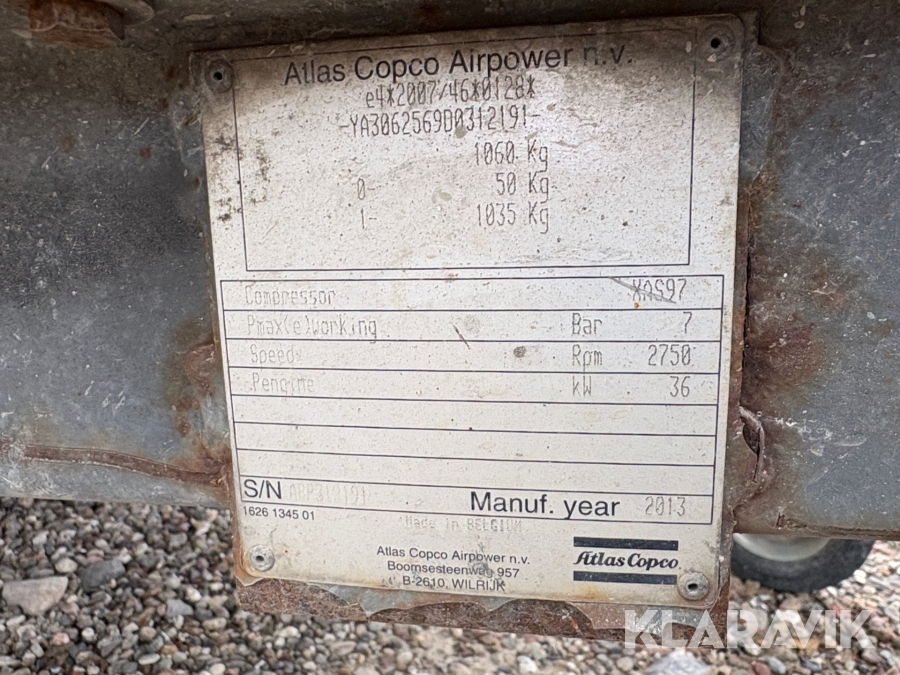 Atlas Copco Airpower n.v.
e4*2007/46*0128*
-YA3062569D0312191-
1060 Kg
0- 50 Kg
1- 1035 Kg
Compressor XAS97
Pmax(e)working Bar 7
Speed Rpm 2750
Pengine kW 36
S/N APP312191 Manuf. year 2013
1626 1345 01
Made in BELGIUM
Atlas Copco Airpower n.v.
Boomsesteenweg 957
B-2610, WILRIJK
Atlas Copco
KLARAVIK